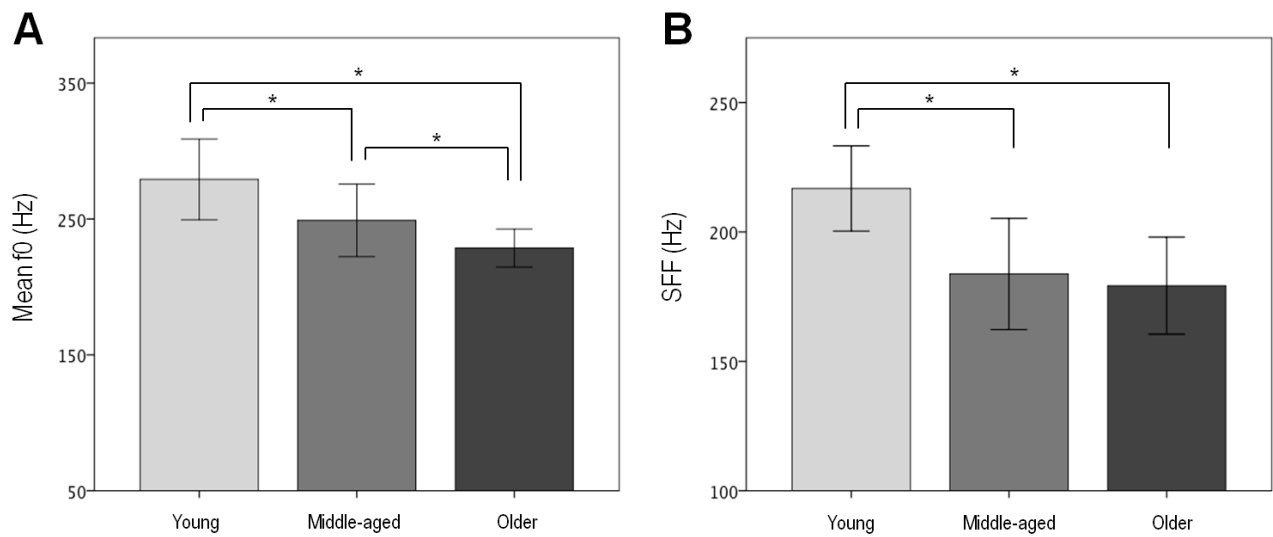 A
Mean f0 (Hz)
350
250
150
50
*
*
*
Young
Middle-aged
Older
B
SFF (Hz)
250
200
150
100
*
*
Young
Middle-aged
Older